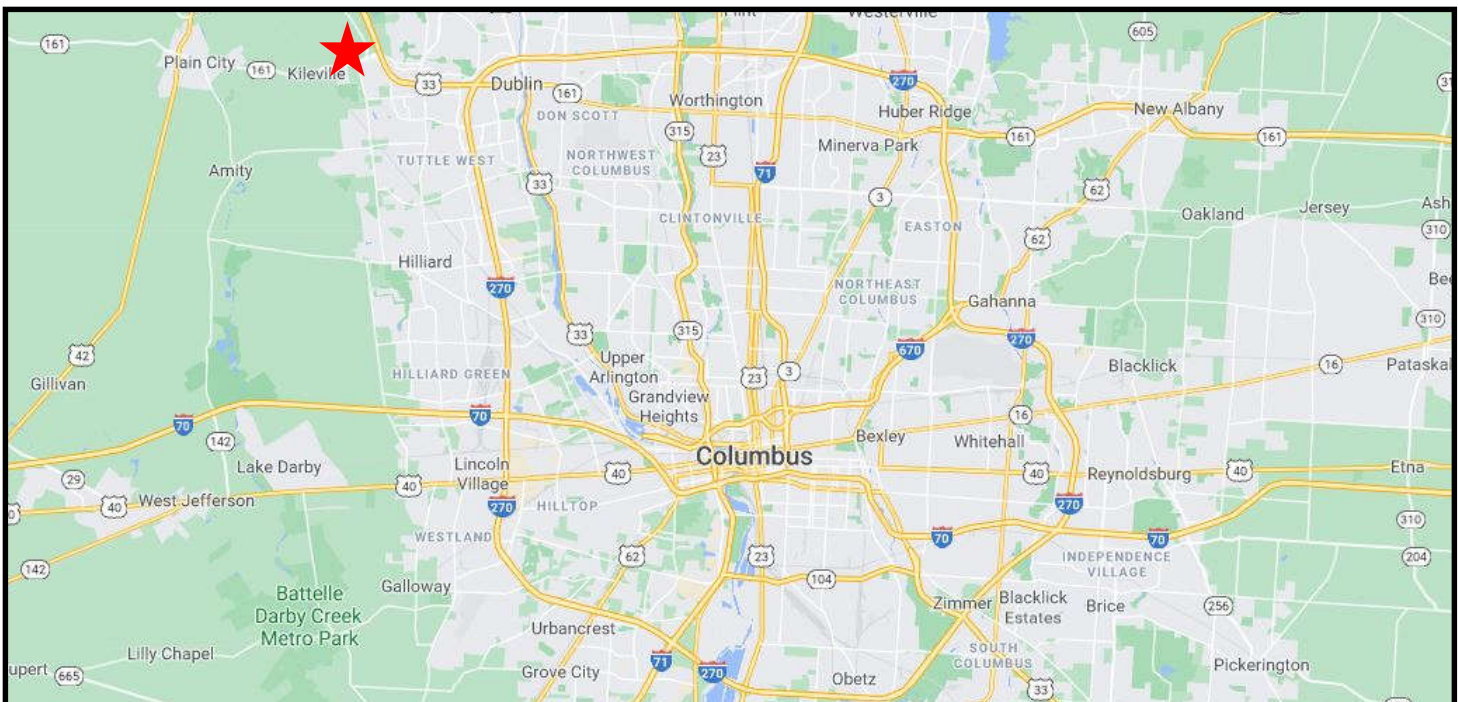 Flint
Westerville
161
605
Plain City
161
Kileville
33
Dublin
161
270
DON SCOTT
Worthington
Huber Ridge
New Albany
315
161
161
23
Minerva Park
TUTTLE WEST
NORTHWEST
COLUMBUS
71
Amity
33
62
3
Oakland
Jersey
CLINTONVILLE
EASTON
310
62
Hilliard
270
NORTHEAST
COLUMBUS
Gahanna
310
33
315
270
670
42
Upper
Arlington
Blacklick
16
Gillivan
HILLIARD GREEN
23
3
Grandview
Heights
70
70
16
142
Bexley
Whitehall
Columbus
Lake Darby
Lincoln
Village
40
40
Reynoldsburg
40
Etna
29
40
West Jefferson
40
270
HILLTOP
270
310
WESTLAND
70
70
62
23
INDEPENDENCE
VILLAGE
204
142
104
Galloway
Battelle
Darby Creek
Metro Park
Zimmer
Blacklick
Estates
Brice
256
Urbancrest
Lilly Chapel
SOUTH
COLUMBUS
71
270
Grove City
Obetz
Pickerington
665
33